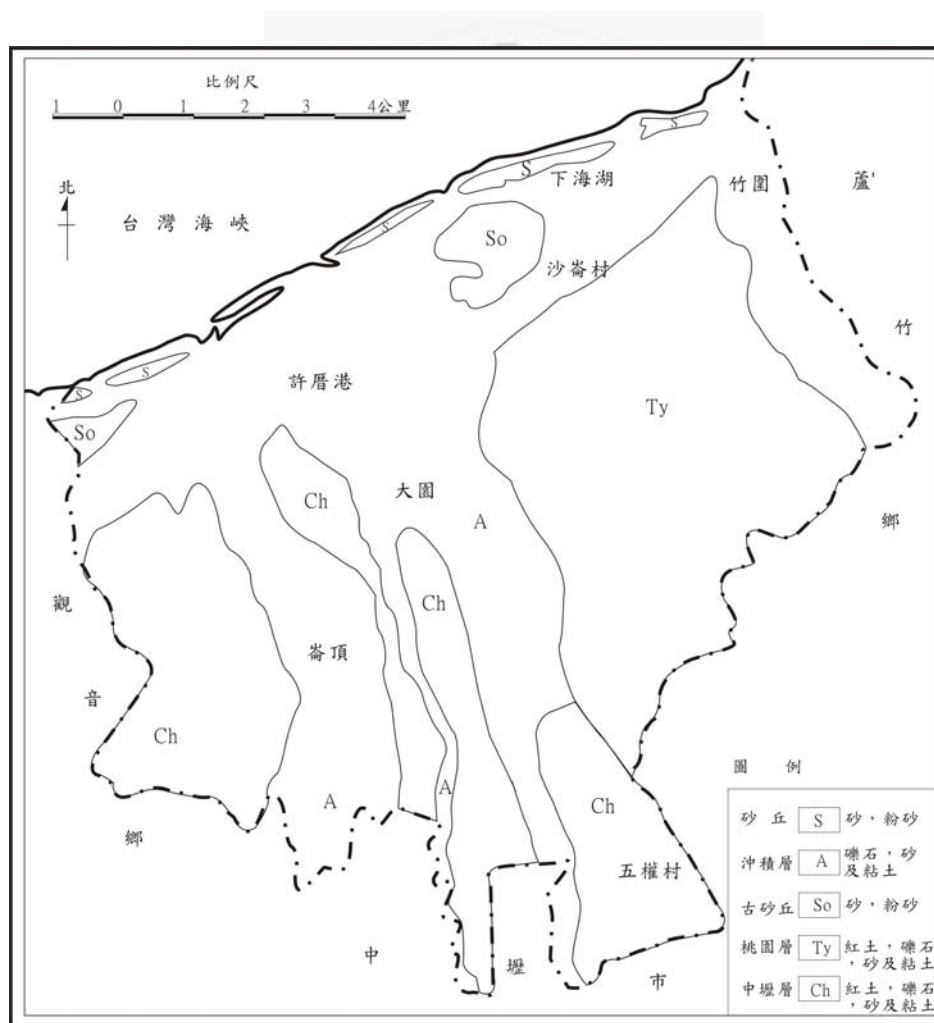 比例尺
1 0 1 2 3 4公里
北
台灣海峽
S
S
S
S
S
下海湖
竹圍
蘆
竹
鄉
So
沙崙村
許厝港
So
Ty
Ch
大園
A
Ch
觀
音
鄉
崙頂
Ch
A
A
Ch
五權村
中
壢
市
圖 例
砂丘 S 砂，粉砂
沖積層 A 礫石，砂
及粘土
古砂丘 So 砂，粉砂
桃園層 Ty 紅土，礫石
，砂及粘土
中壢層 Ch 紅土，礫石
，砂及粘土